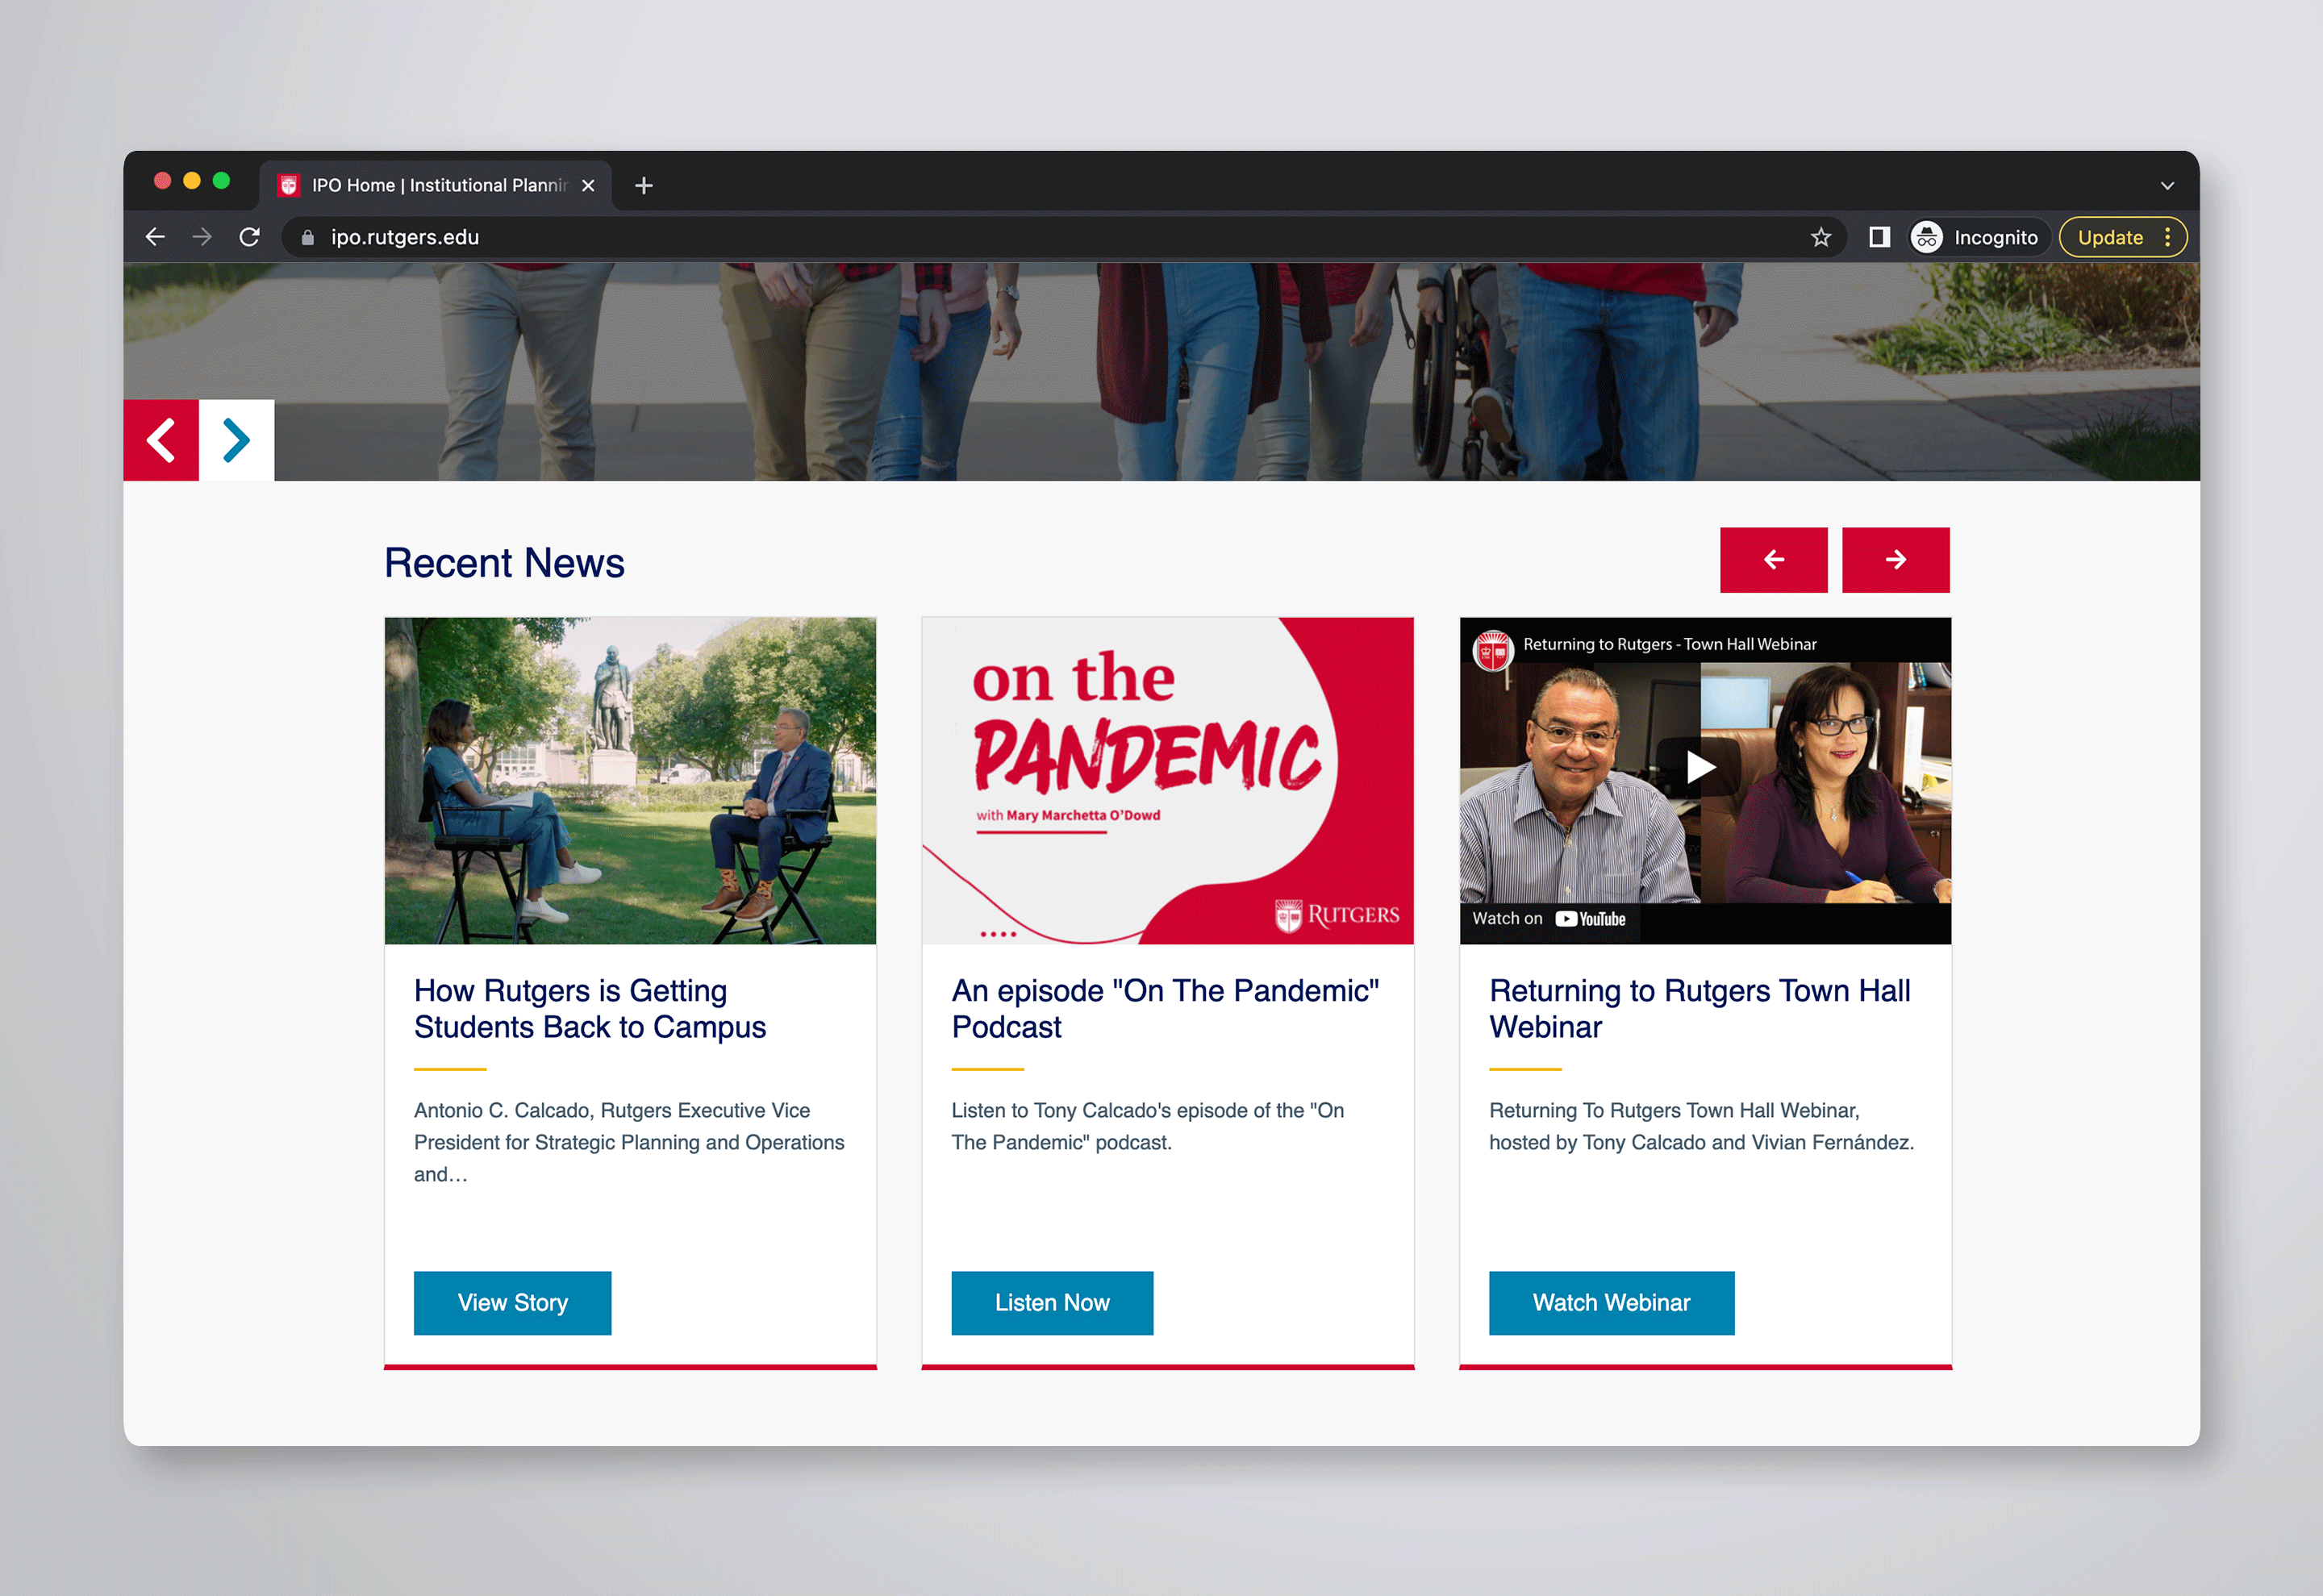 IPO Home | Institutional Plannin
ipo.rutgers.edu
Incognito
Update
Recent News
on the
PANDEMIC
with Mary Marchetta O'Dowd
RUTGERS
Returning to Rutgers - Town Hall Webinar
Watch on YouTube
How Rutgers is Getting
Students Back to Campus
Antonio C. Calcado, Rutgers Executive Vice
President for Strategic Planning and Operations
and...
View Story
An episode "On The Pandemic"
Podcast
Listen to Tony Calcado's episode of the "On
The Pandemic" podcast.
Listen Now
Returning to Rutgers Town Hall
Webinar
Returning To Rutgers Town Hall Webinar,
hosted by Tony Calcado and Vivian Fernández.
Watch Webinar